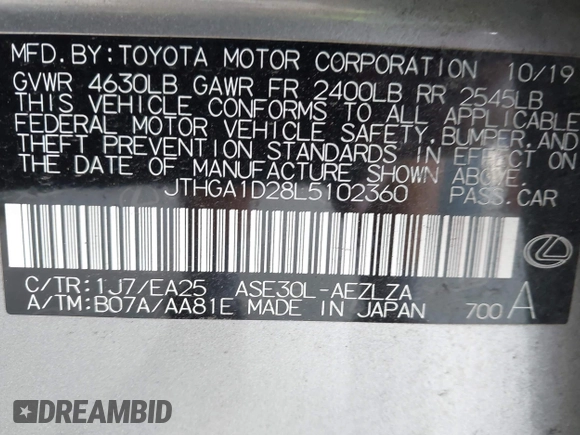 MFD.BY: TOYOTA MOTOR CORPORATION 10/19
GVWR 4630LB GAWR FR 2400LB RR 2545LB
THIS VEHICLE CONFORMS TO ALL APPLICABLE
FEDERAL MOTOR VEHICLE SAFETY, BUMPER, AND
THEFT PREVENTION STANDARDS IN EFFECT ON
THE DATE OF MANUFACTURE SHOWN ABOVE.
JTHGA1D28L5102360 PASS.CAR
C/TR: 1J7/EA25 ASE30L-AEZLZA
A/TM: B07A/AA81E MADE IN JAPAN 700 A
DREAMBID